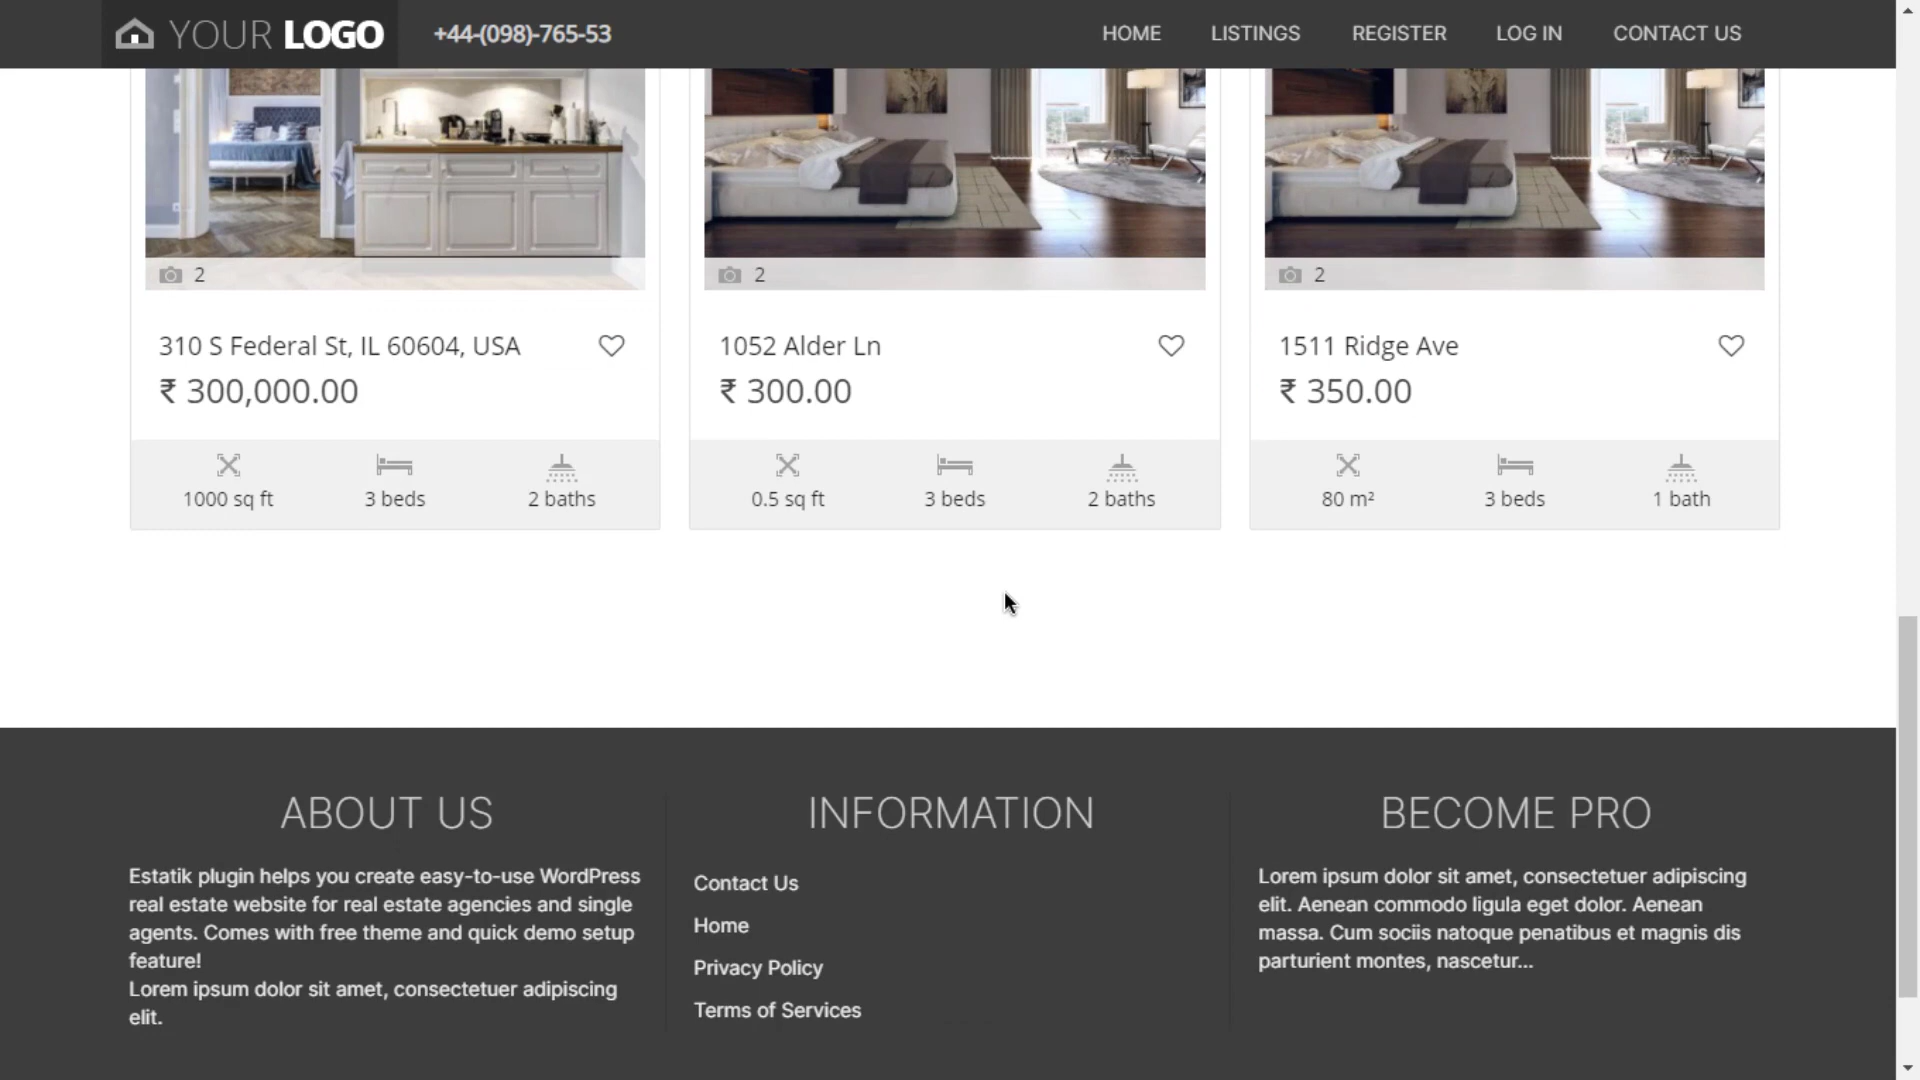 YOUR LOGO +44-(098)-765-53 HOME LISTINGS REGISTER LOG IN CONTACT US
2 2 2
310 S Federal St, IL 60604, USA 1052 Alder Ln 1511 Ridge Ave
₹ 300,000.00 ₹ 300.00 ₹ 350.00
1000 sq ft 3 beds 2 baths 0.5 sq ft 3 beds 2 baths 80 m² 3 beds 1 bath
ABOUT US
Estatik plugin helps you create easy-to-use WordPress
real estate website for real estate agencies and single
agents. Comes with free theme and quick demo setup
feature!
Lorem ipsum dolor sit amet, consectetuer adipiscing
elit.
INFORMATION
Contact Us
Home
Privacy Policy
Terms of Services
BECOME PRO
Lorem ipsum dolor sit amet, consectetuer adipiscing
elit. Aenean commodo ligula eget dolor. Aenean
massa. Cum sociis natoque penatibus et magnis dis
parturient montes, nascetur...